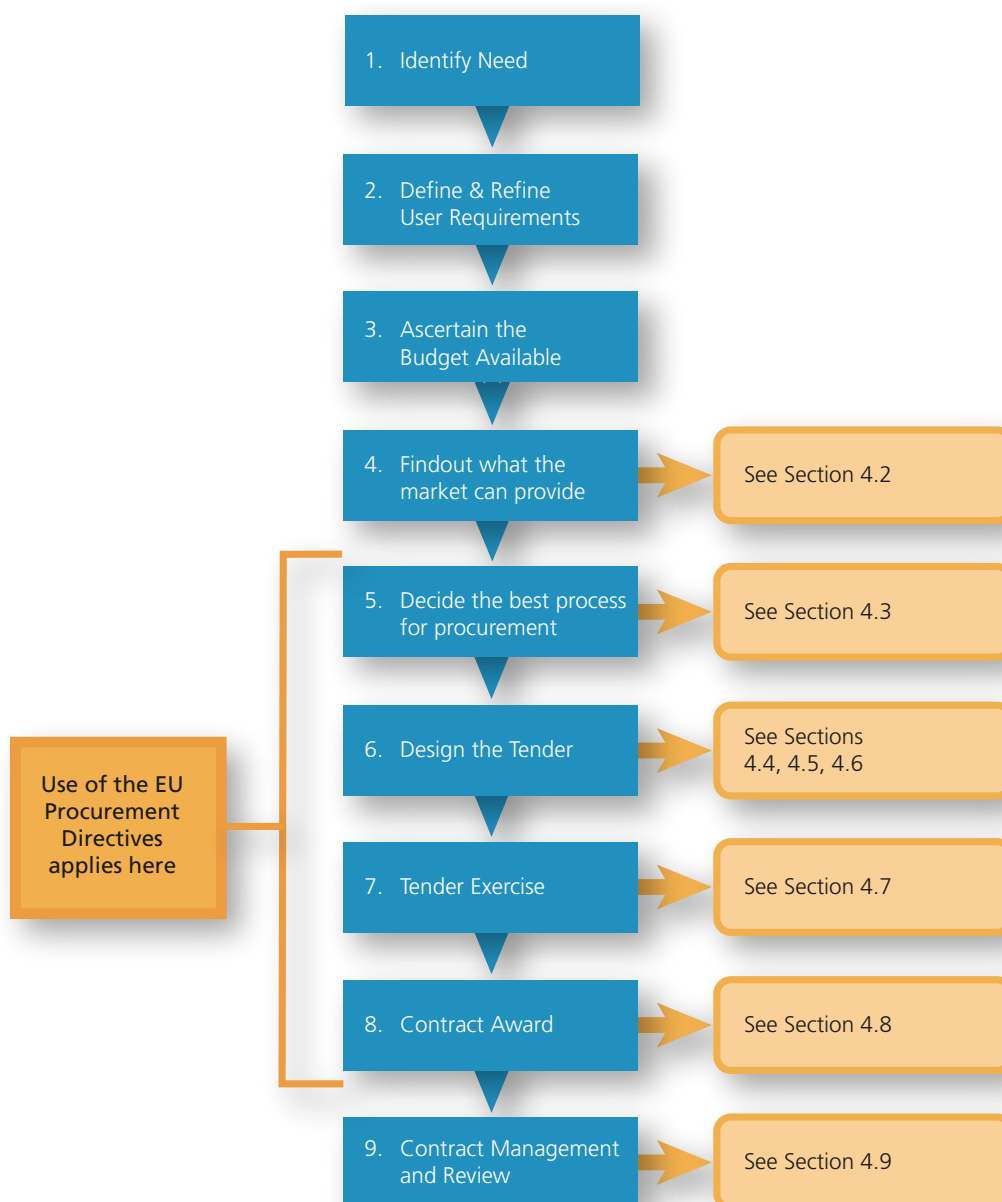 1. Identify Need
2. Define & Refine
User Requirements
3. Ascertain the
Budget Available
4. Findout what the
market can provide
See Section 4.2
5. Decide the best process
for procurement
See Section 4.3
6. Design the Tender
See Sections
4.4, 4.5, 4.6
Use of the EU
Procurement
Directives
applies here
7. Tender Exercise
See Section 4.7
8. Contract Award
See Section 4.8
9. Contract Management
and Review
See Section 4.9